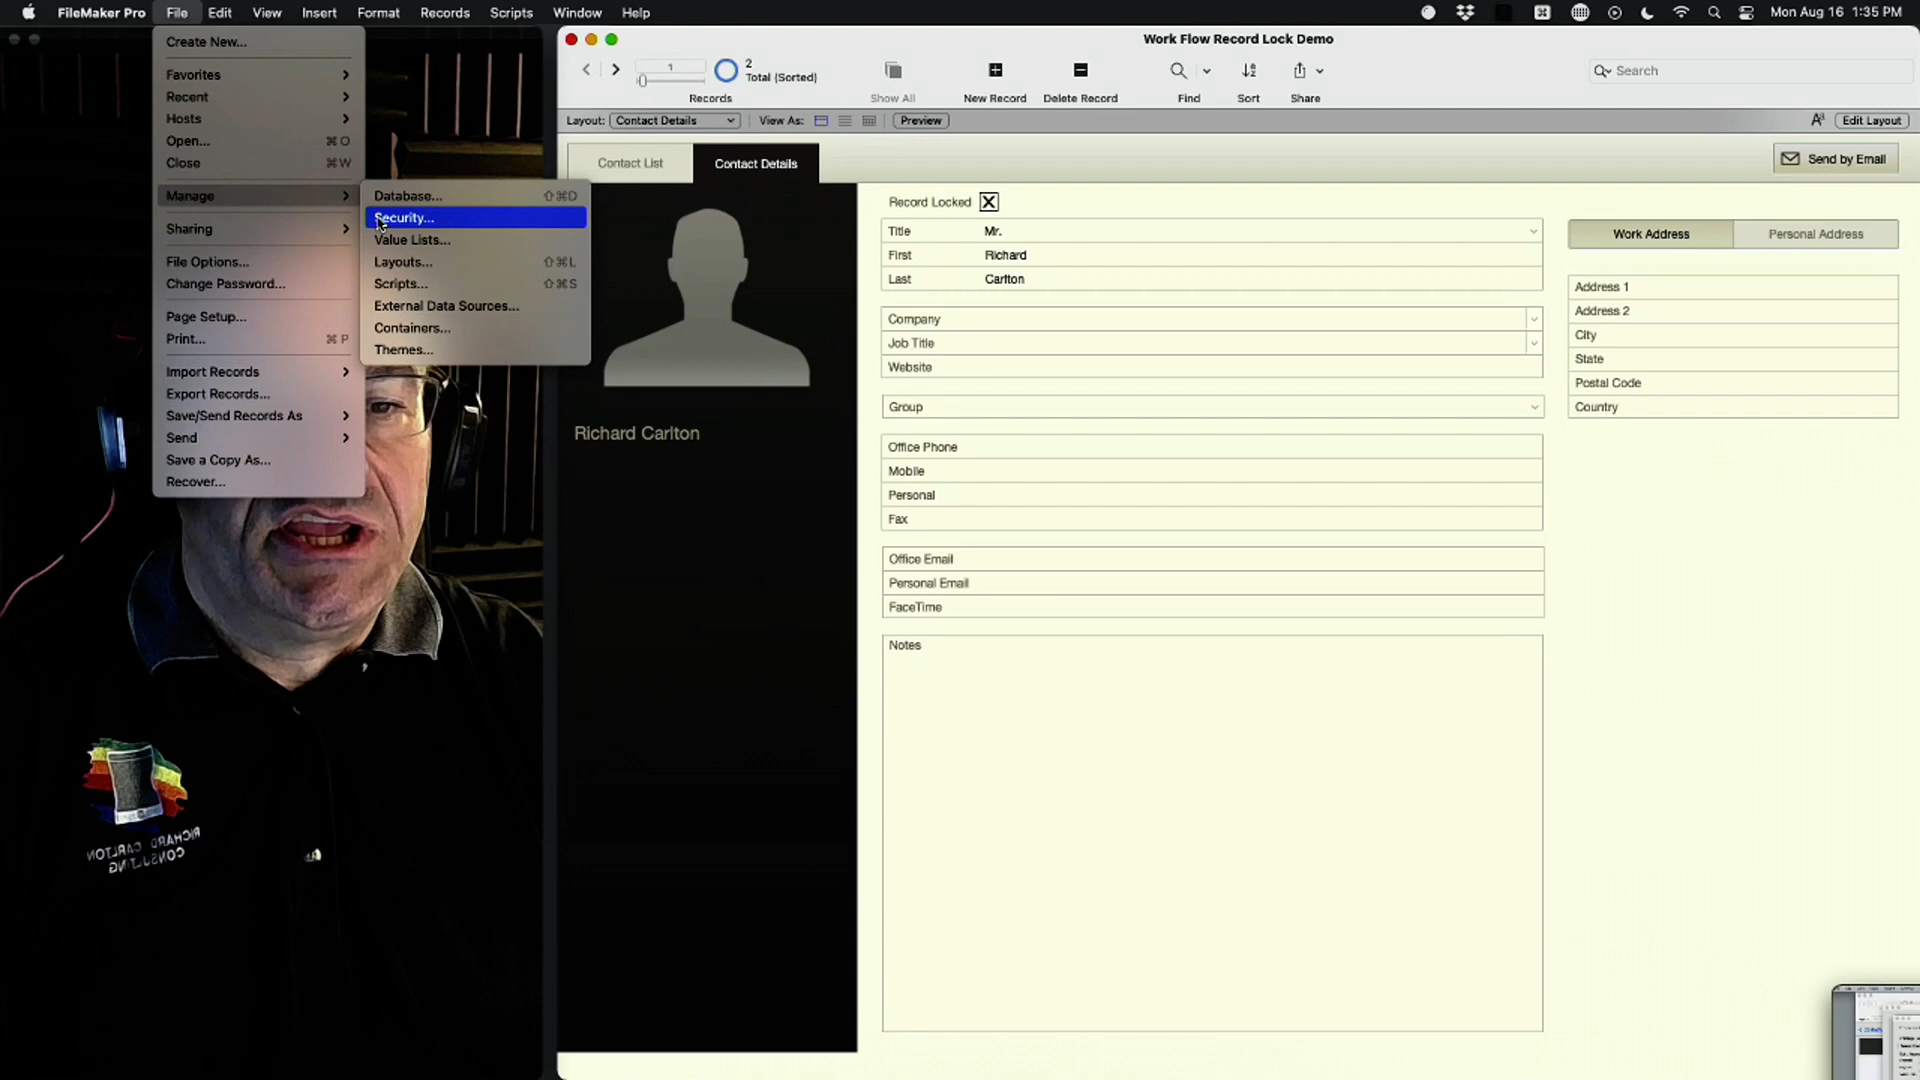 FileMaker Pro File Edit View Insert Format Records Scripts Window Help Mon Aug 16 1:35 PM
Create New...
Favorites
Recent
Hosts
Open... ⌘ O
Close ⌘ W
Manage
Sharing
File Options...
Change Password...
Page Setup...
Print... ⌘ P
Import Records
Export Records...
Save/Send Records As
Send
Save a Copy As...
Recover...
Database... ⇧⌘D
Security...
Value Lists...
Layouts... ⇧⌘L
Scripts... ⇧⌘S
External Data Sources...
Containers...
Themes...
Work Flow Record Lock Demo
1 2
Total (Sorted)
Records Show All New Record Delete Record Find Sort Share
Search
Layout: Contact Details View As: Preview Edit Layout
Contact List Contact Details Send by Email
Record Locked
Title Mr.
First Richard
Last Carlton
Company
Job Title
Website
Group
Office Phone
Mobile
Personal
Fax
Office Email
Personal Email
FaceTime
Notes
Work Address Personal Address
Address 1
Address 2
City
State
Postal Code
Country
Richard Carlton
RICHARD CARLTON
CONSULTING